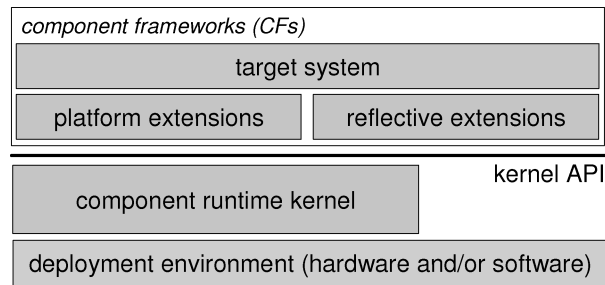 component frameworks (CFs)
target system
platform extensions
reflective extensions
kernel API
component runtime kernel
deployment environment (hardware and/or software)